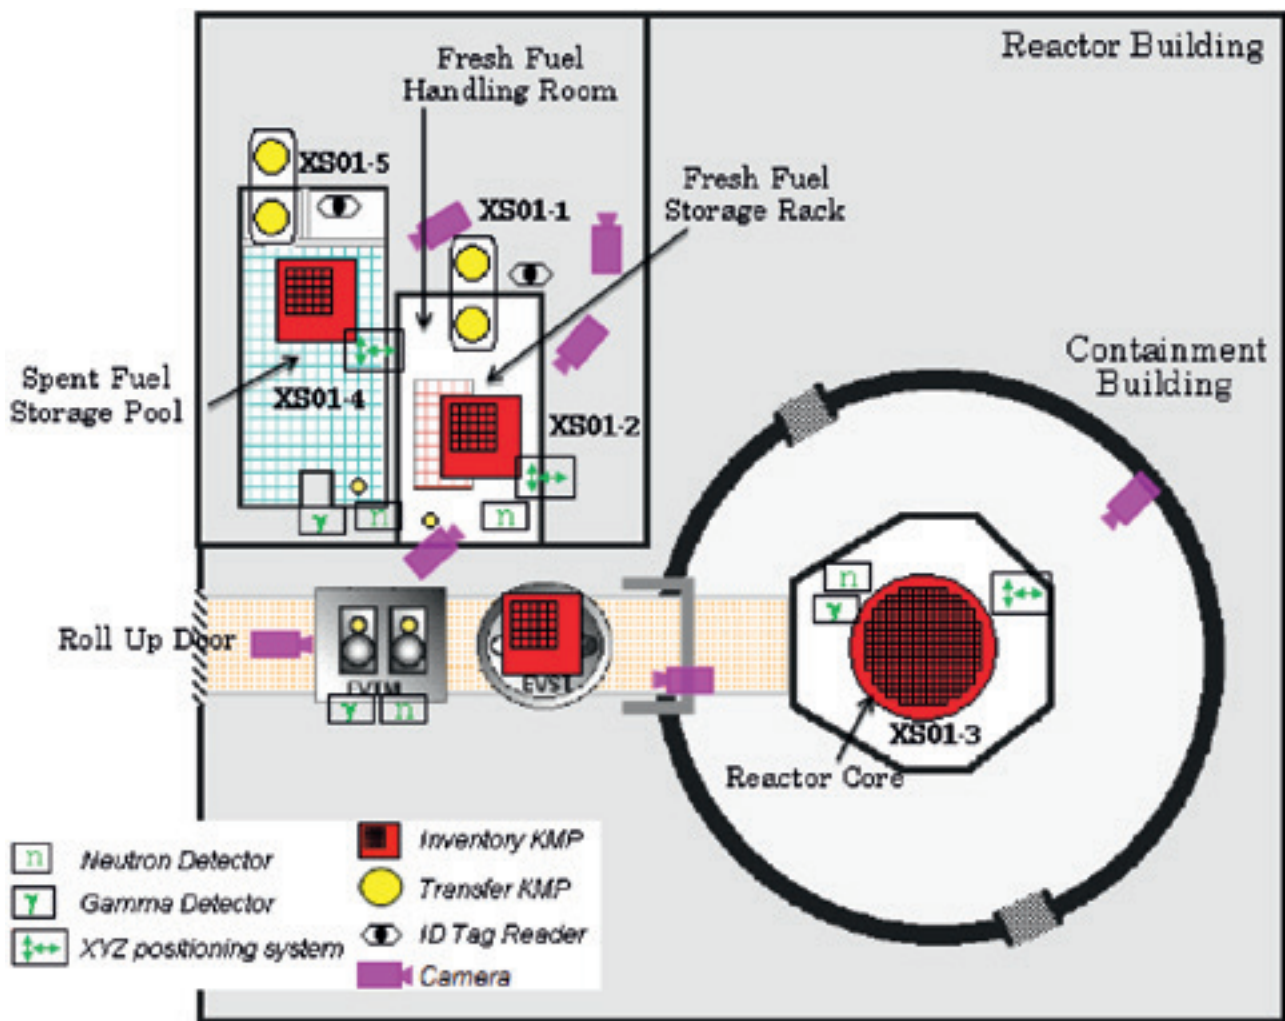 Reactor Building
Fresh Fuel
Handling Room
XS01-5
XS01-1
Fresh Fuel
Storage Rack
Containment
Building
Spent Fuel
Storage Pool
XS01-4
XS01-2
γ
n
n
n
γ
Roll Up Door
EVST
γ
n
XS01-3
Reactor Core
n Neutron Detector
γ Gamma Detector
XYZ positioning system
Inventory KMP
Transfer KMP
ID Tag Reader
Camera